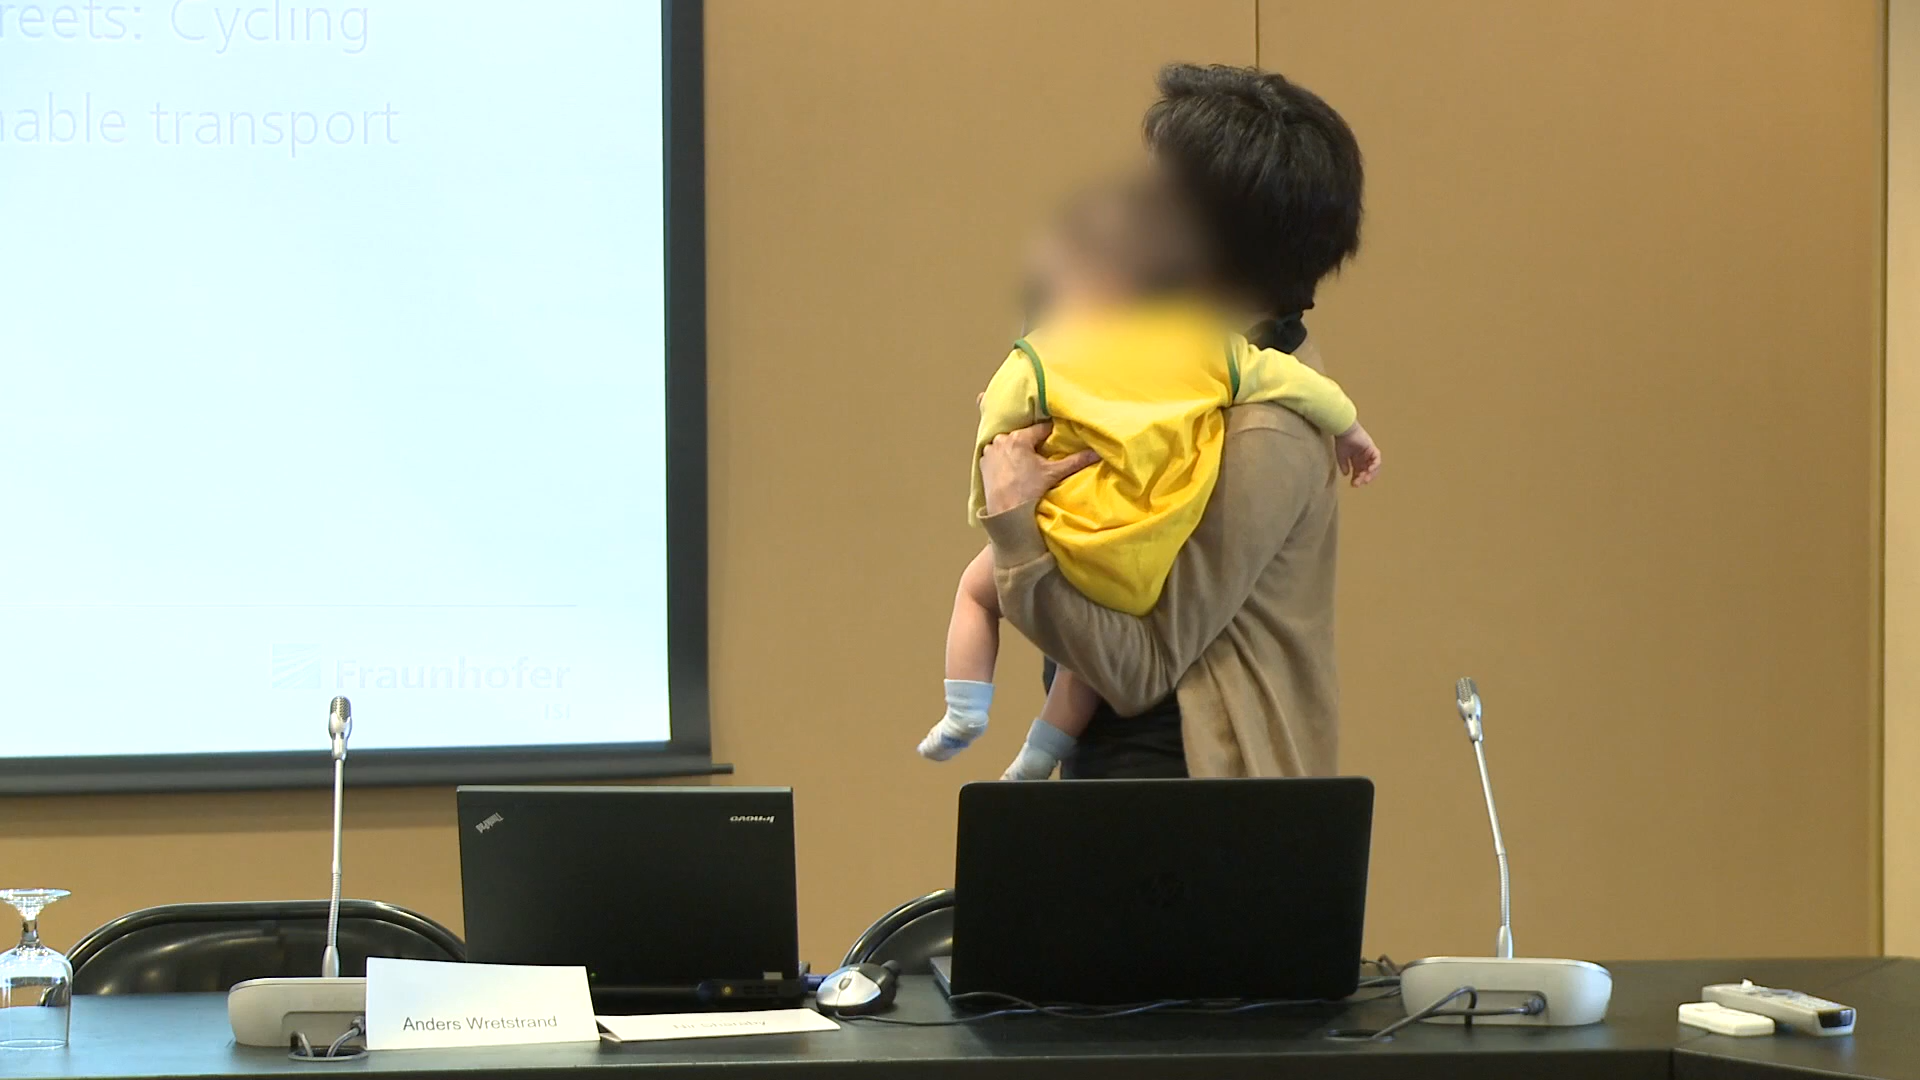 reets: Cycling
nable transport
Fraunhofer
ISI
ThinkPad
lenovo
Anders Wretstrand